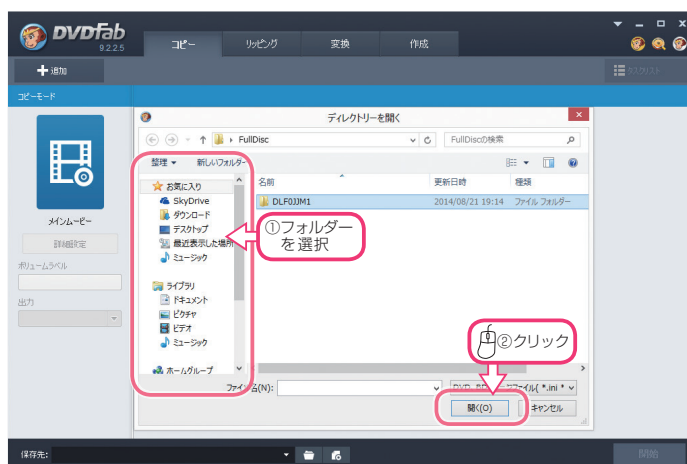 DVDFab
9.2.2.5
コピー
リッピング
変換
作成
追加
タスクリスト
コピーモード
ディレクトリーを開く
FullDisc
FullDiscの検索
整理
新しいフォルダー
お気に入り
SkyDrive
ダウンロード
デスクトップ
最近表示した場所
ミュージック
ライブラリ
ドキュメント
ピクチャ
ビデオ
ミュージック
ホームグループ
名前
更新日時
種類
DLF0JJM1
2014/08/21 19:14
ファイル フォルダー
①フォルダー
を選択
メインムービー
詳細設定
ボリュームラベル
出力
②クリック
ファイル名(N):
ファイル( *.ini *
開く(O)
キャンセル
保存先:
開始